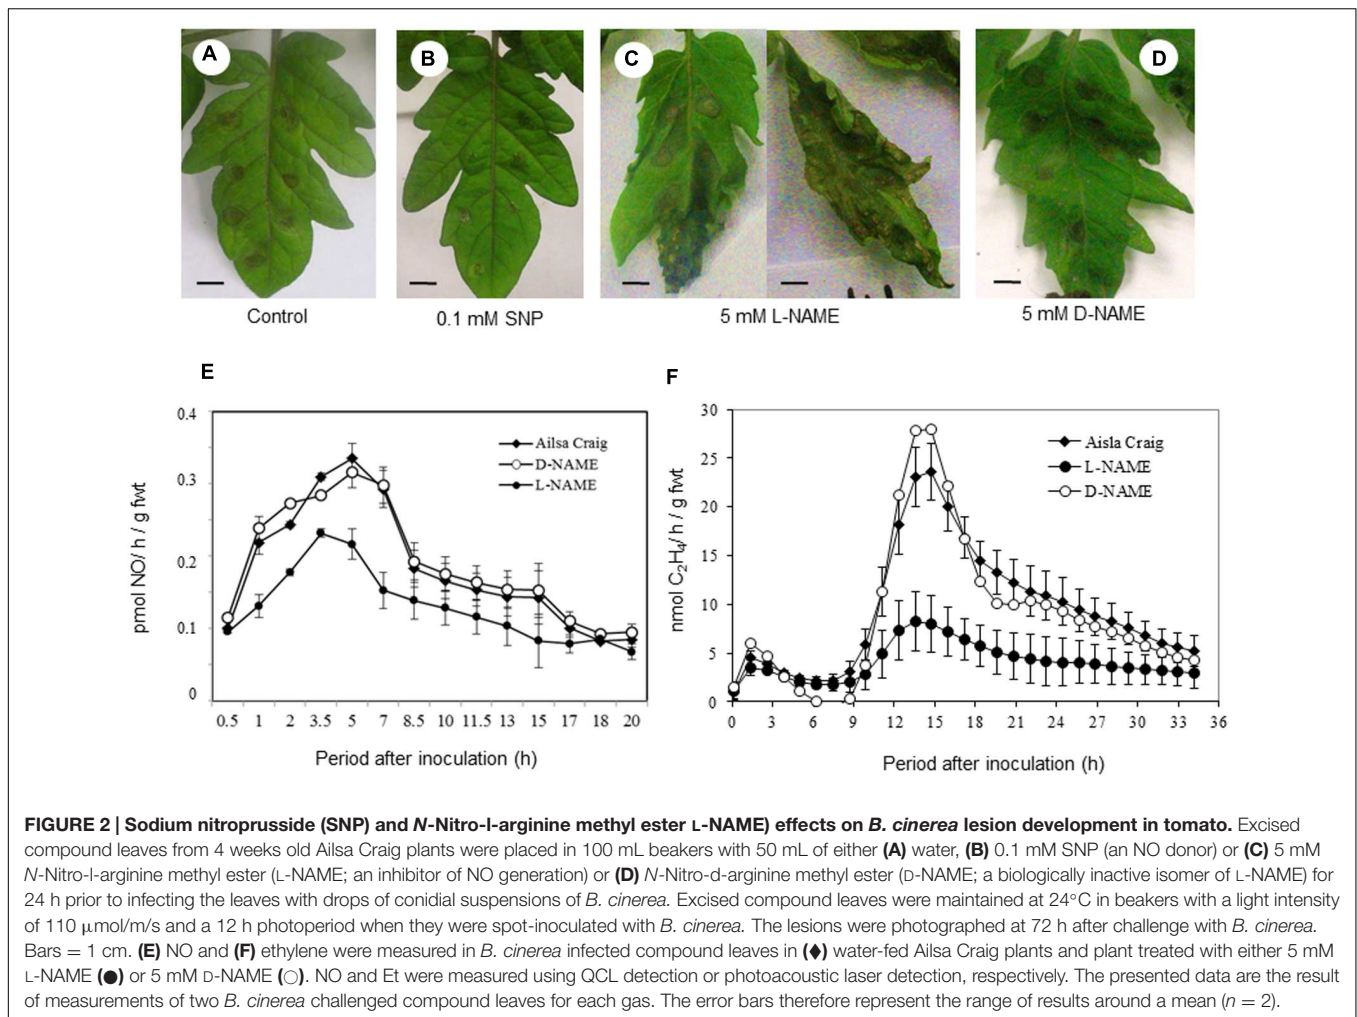 A
B
C
D
Control
0.1 mM SNP
5 mM L-NAME
5 mM D-NAME
E
0.4
0.3
0.2
0.1
0
pmol NO/ h / g fwt
Ailsa Craig
D-NAME
L-NAME
0.5 1 2 3.5 5 7 8.5 10 11.5 13 15 17 18 20
Period after inoculation (h)
F
30
25
20
15
10
5
0
nmol C₂H₄/ h / g fwt
Aisla Craig
L-NAME
D-NAME
0 3 6 9 12 15 18 21 24 27 30 33 36
Period after inoculation (h)
FIGURE 2 | Sodium nitroprusside (SNP) and N-Nitro-l-arginine methyl ester L-NAME) effects on B. cinerea lesion development in tomato. Excised
compound leaves from 4 weeks old Ailsa Craig plants were placed in 100 mL beakers with 50 mL of either (A) water, (B) 0.1 mM SNP (an NO donor) or (C) 5 mM
N-Nitro-l-arginine methyl ester (L-NAME; an inhibitor of NO generation) or (D) N-Nitro-d-arginine methyl ester (D-NAME; a biologically inactive isomer of L-NAME) for
24 h prior to infecting the leaves with drops of conidial suspensions of B. cinerea. Excised compound leaves were maintained at 24°C in beakers with a light intensity
of 110 μmol/m/s and a 12 h photoperiod when they were spot-inoculated with B. cinerea. The lesions were photographed at 72 h after challenge with B. cinerea.
Bars = 1 cm. (E) NO and (F) ethylene were measured in B. cinerea infected compound leaves in (♦) water-fed Ailsa Craig plants and plant treated with either 5 mM
L-NAME (●) or 5 mM D-NAME (○). NO and Et were measured using QCL detection or photoacoustic laser detection, respectively. The presented data are the result
of measurements of two B. cinerea challenged compound leaves for each gas. The error bars therefore represent the range of results around a mean (n = 2).